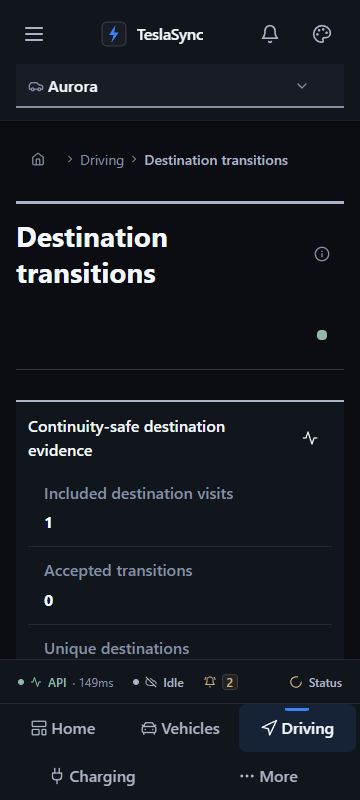 TeslaSync
Aurora
Driving
Destination transitions
Destination
transitions
Continuity-safe destination
evidence
Included destination visits
1
Accepted transitions
0
Unique destinations
API · 149ms
Idle
2
Status
Home
Vehicles
Driving
Charging
More